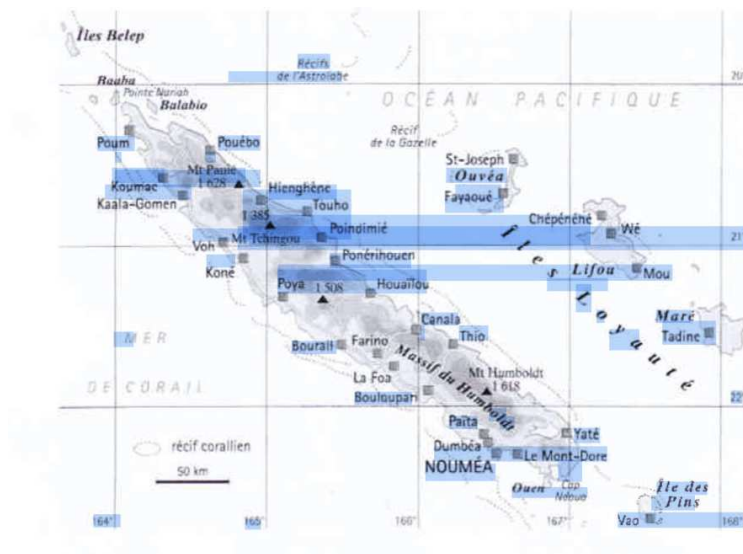 Îles Belep
Récifs
de l'Astrolabe
20°
Baaba
Pointe Nariah
Balabio
OCÉAN PACIFIQUE
Récif
de la Gazelle
Poum
Pouébo
St-Joseph
Mt Panié
1 628
Ouvéa
Koumac
Kaala-Gomen
Hienghène
Touho
Fayaoué
1 385
Chépénéhé
Wé
Poindimié
Voh
Mt Tchingou
21°
Ponérihouen
Koné
Îles Loyauté
Lifou
Mou
Poya
1 508
Houaïlou
Canala
Maré
Tadine
MER
Bourail
Farino
Thio
Mt Humboldt
1 618
La Foa
Massif du Humboldt
DE CORAIL
Bouloupari
22°
Païta
Yaté
Dumbéa
récif corallien
NOUMÉA
Le Mont-Dore
50 km
Ouen
Cap
Ndoua
Île des
Pins
Vao
164°
165°
166°
167°
168°